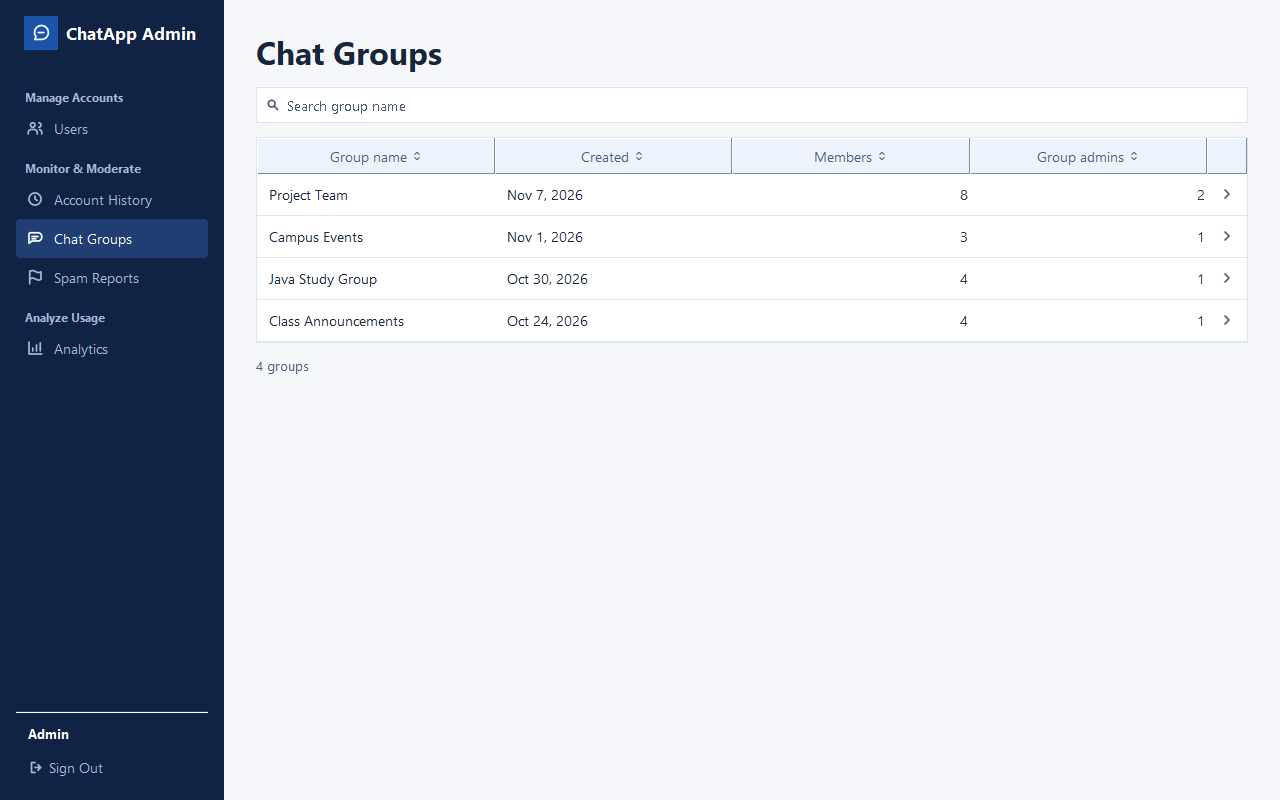 ChatApp Admin
Manage Accounts
Users
Monitor & Moderate
Account History
Chat Groups
Spam Reports
Analyze Usage
Analytics
Admin
Sign Out
Chat Groups
Search group name
Group name Created Members Group admins
Project Team Nov 7, 2026 8 2
Campus Events Nov 1, 2026 3 1
Java Study Group Oct 30, 2026 4 1
Class Announcements Oct 24, 2026 4 1
4 groups